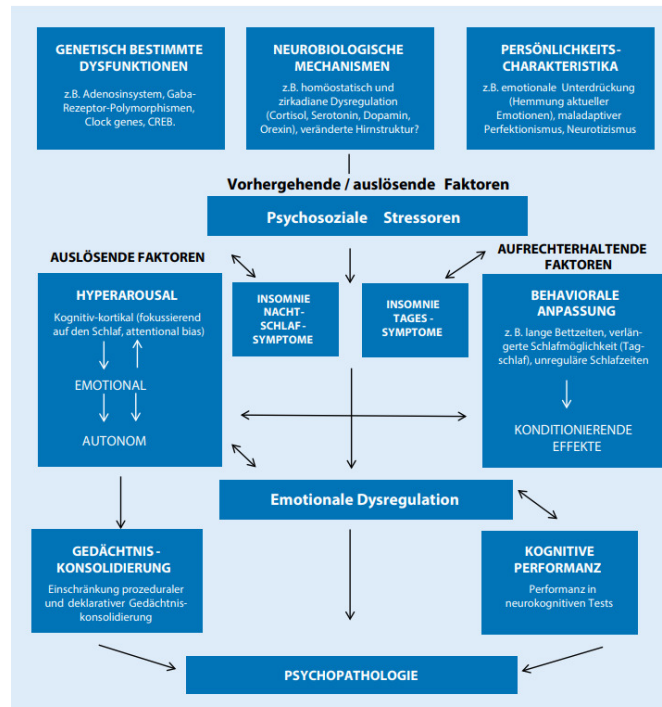 GENETISCH BESTIMMTE
DYSFUNKTIONEN
z.B. Adenosinsystem, Gaba-
Rezeptor-Polymorphismen,
Clock genes, CREB.
NEUROBIOLOGISCHE
MECHANISMEN
z.B. homöostatisch und
zirkadiane Dysregulation
(Cortisol, Serotonin, Dopamin,
Orexin), veränderte Hirnstruktur?
PERSÖNLICHKEITS-
CHARAKTERISTIKA
z.B. emotionale Unterdrückung
(Hemmung aktueller
Emotionen), maladaptiver
Perfektionismus, Neurotizismus
Vorhergehende / auslösende Faktoren
Psychosoziale Stressoren
AUSLÖSENDE FAKTOREN
AUFRECHTERHALTENDE
FAKTOREN
HYPERAROUSAL
Kognitiv-kortikal (fokussierend
auf den Schlaf, attentional bias)
EMOTIONAL
AUTONOM
INSOMNIE
NACHT-
SCHLAF-
SYMPTOME
INSOMNIE
TAGES -
SYMPTOME
BEHAVIORALE
ANPASSUNG
z. B. lange Bettzeiten, verlän-
gerte Schlafmöglichkeit (Tag-
schlaf), unreguläre Schlafzeiten
KONDITIONIERENDE
EFFEKTE
Emotionale Dysregulation
GEDÄCHTNIS -
KONSOLIDIERUNG
Einschränkung prozeduraler
und deklarativer Gedächtnis-
konsolidierung
KOGNITIVE
PERFORMANZ
Performanz in
neurokognitiven Tests
PSYCHOPATHOLOGIE